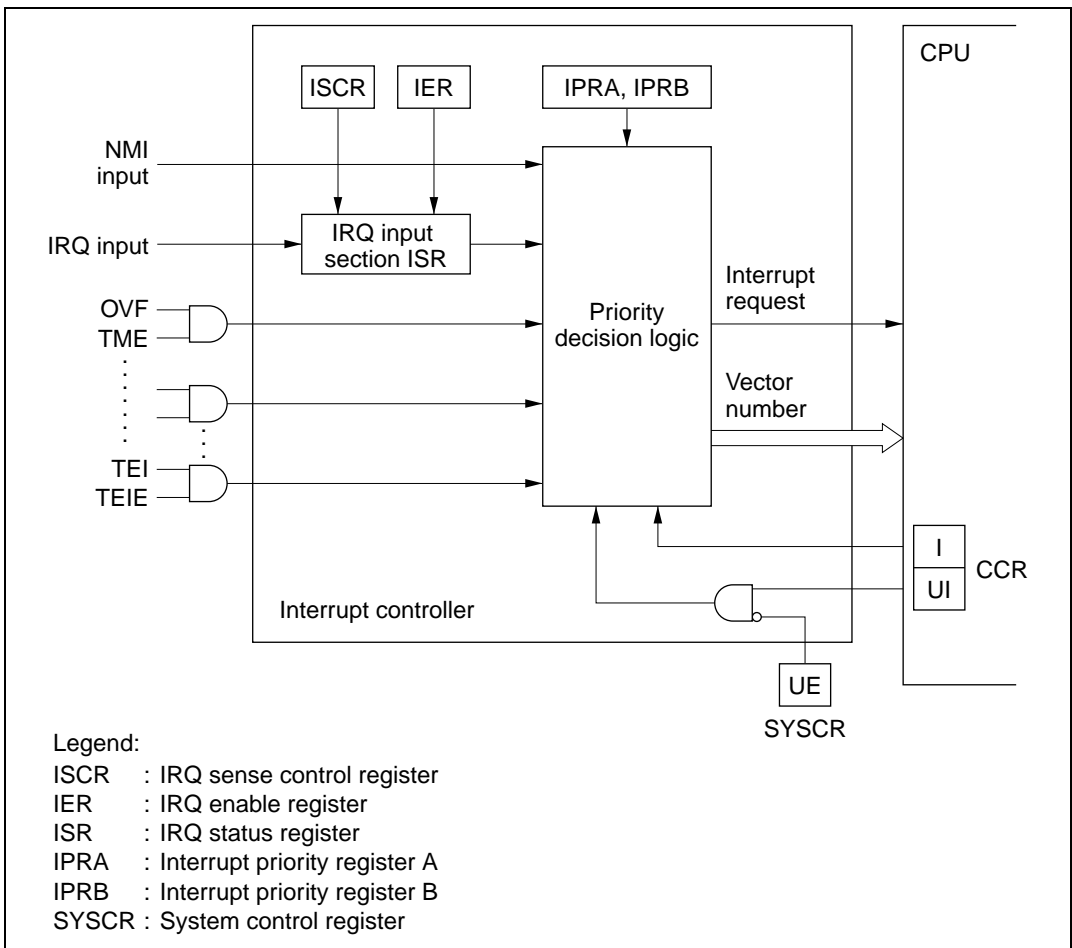 CPU
ISCR
IER
IPRA, IPRB
NMI
input
IRQ input
IRQ input
section ISR
OVF
TME
TEI
TEIE
Priority
decision logic
Interrupt
request
Vector
number
I
UI
CCR
Interrupt controller
UE
SYSCR
Legend:
ISCR : IRQ sense control register
IER : IRQ enable register
ISR : IRQ status register
IPRA : Interrupt priority register A
IPRB : Interrupt priority register B
SYSCR : System control register